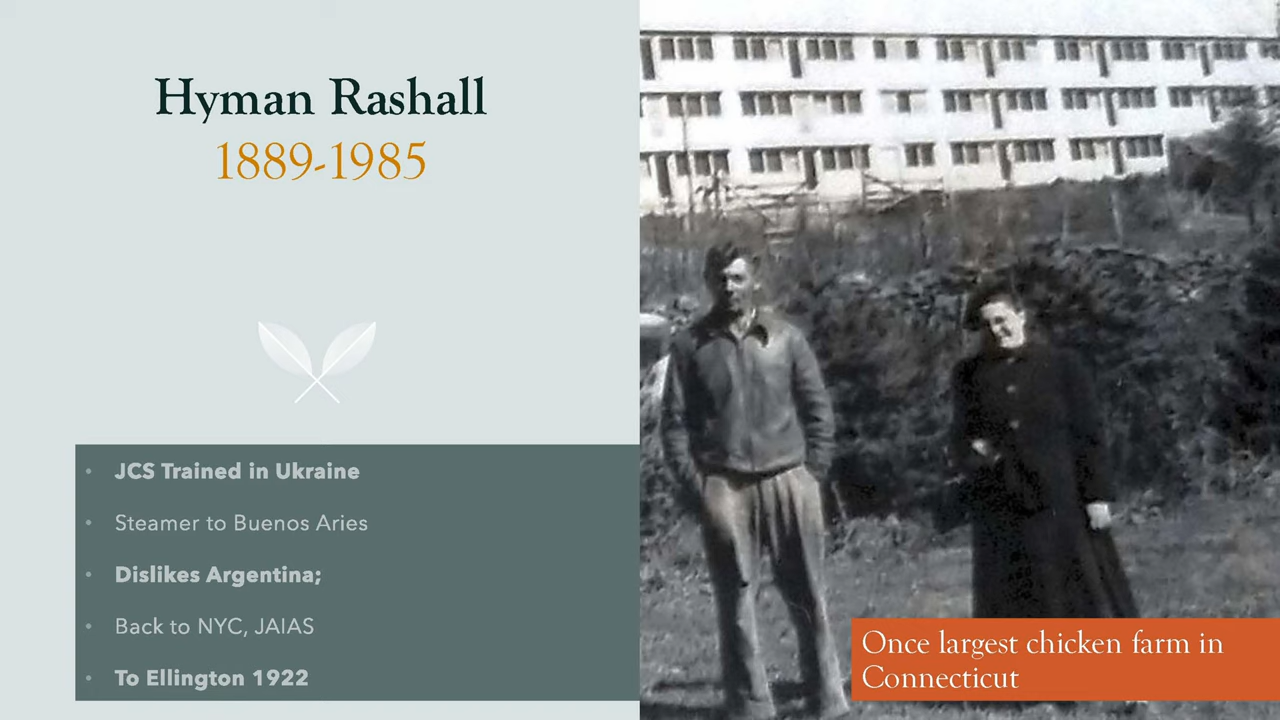 Hyman Rashall
1889-1985
• JCS Trained in Ukraine
• Steamer to Buenos Aries
• Dislikes Argentina;
• Back to NYC, JAIAS
• To Ellington 1922
Once largest chicken farm in
Connecticut